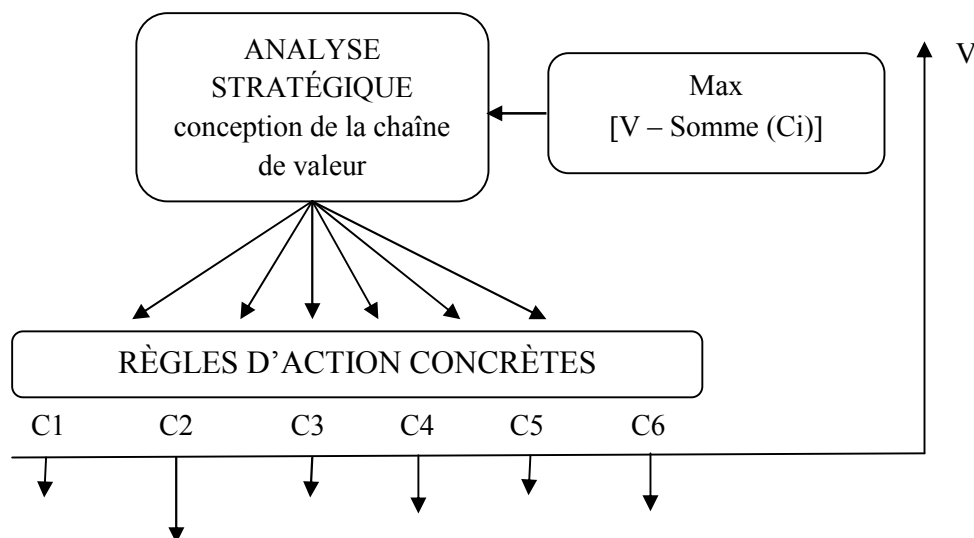 ANALYSE
STRATÉGIQUE
conception de la chaîne
de valeur
Max
[V – Somme (Ci)]
V
RÈGLES D’ACTION CONCRÈTES
C1 C2 C3 C4 C5 C6